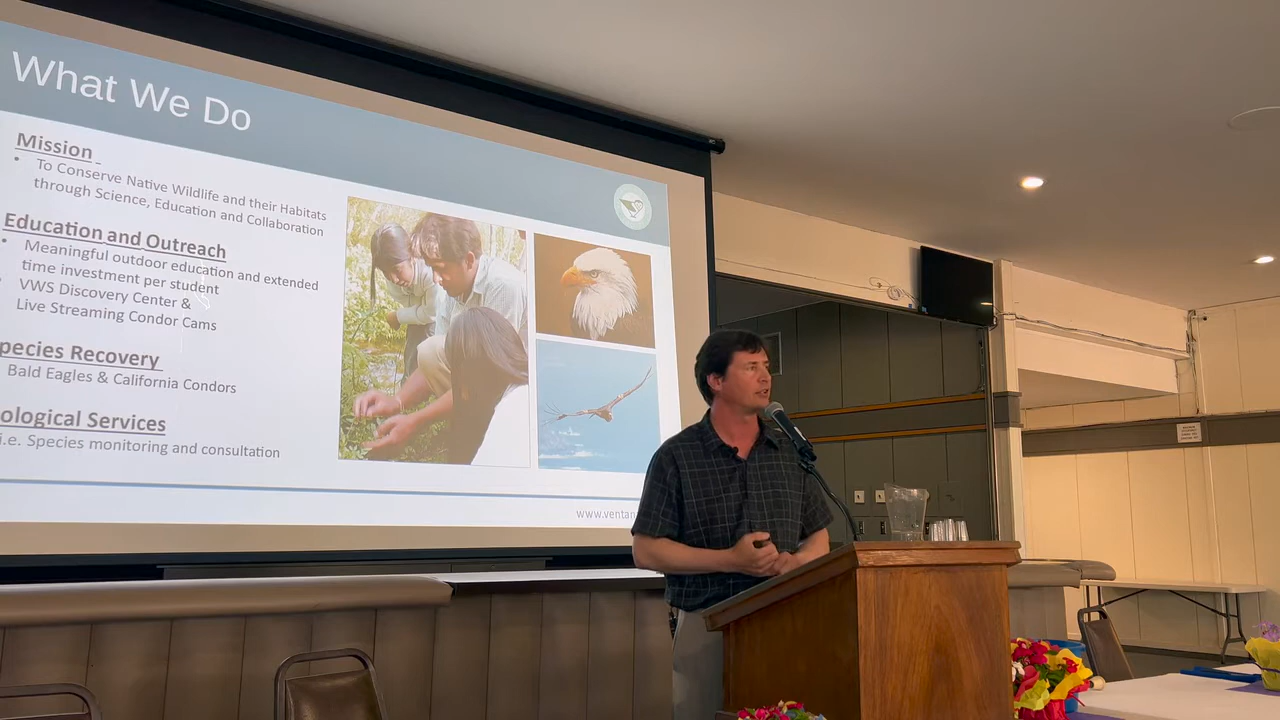 What We Do
Mission
• To Conserve Native Wildlife and their Habitats
through Science, Education and Collaboration
Education and Outreach
• Meaningful outdoor education and extended
time investment per student
• VWS Discovery Center &
Live Streaming Condor Cams
pecies Recovery
Bald Eagles & California Condors
ological Services
i.e. Species monitoring and consultation
www.ventan